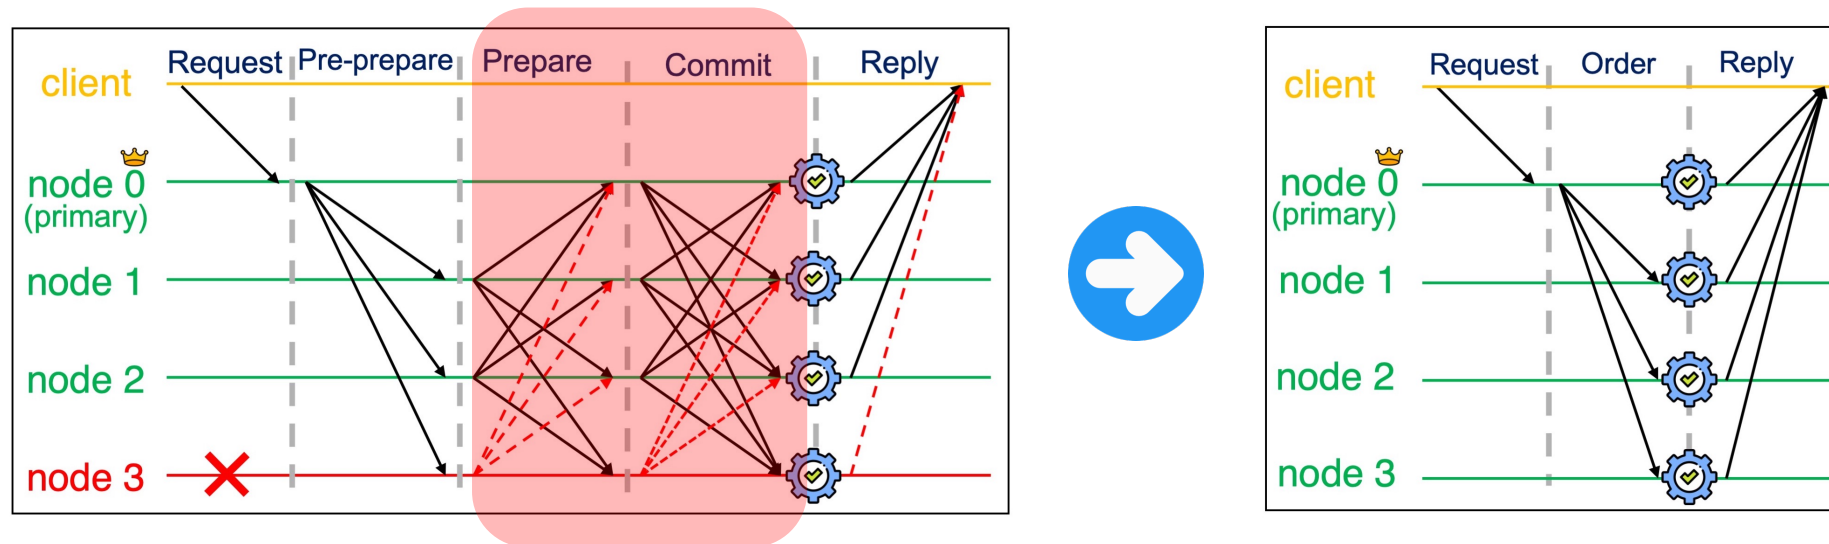 Request Pre-prepare Prepare Commit Reply
client
node 0
(primary)
node 1
node 2
node 3
Request Order Reply
client
node 0
(primary)
node 1
node 2
node 3